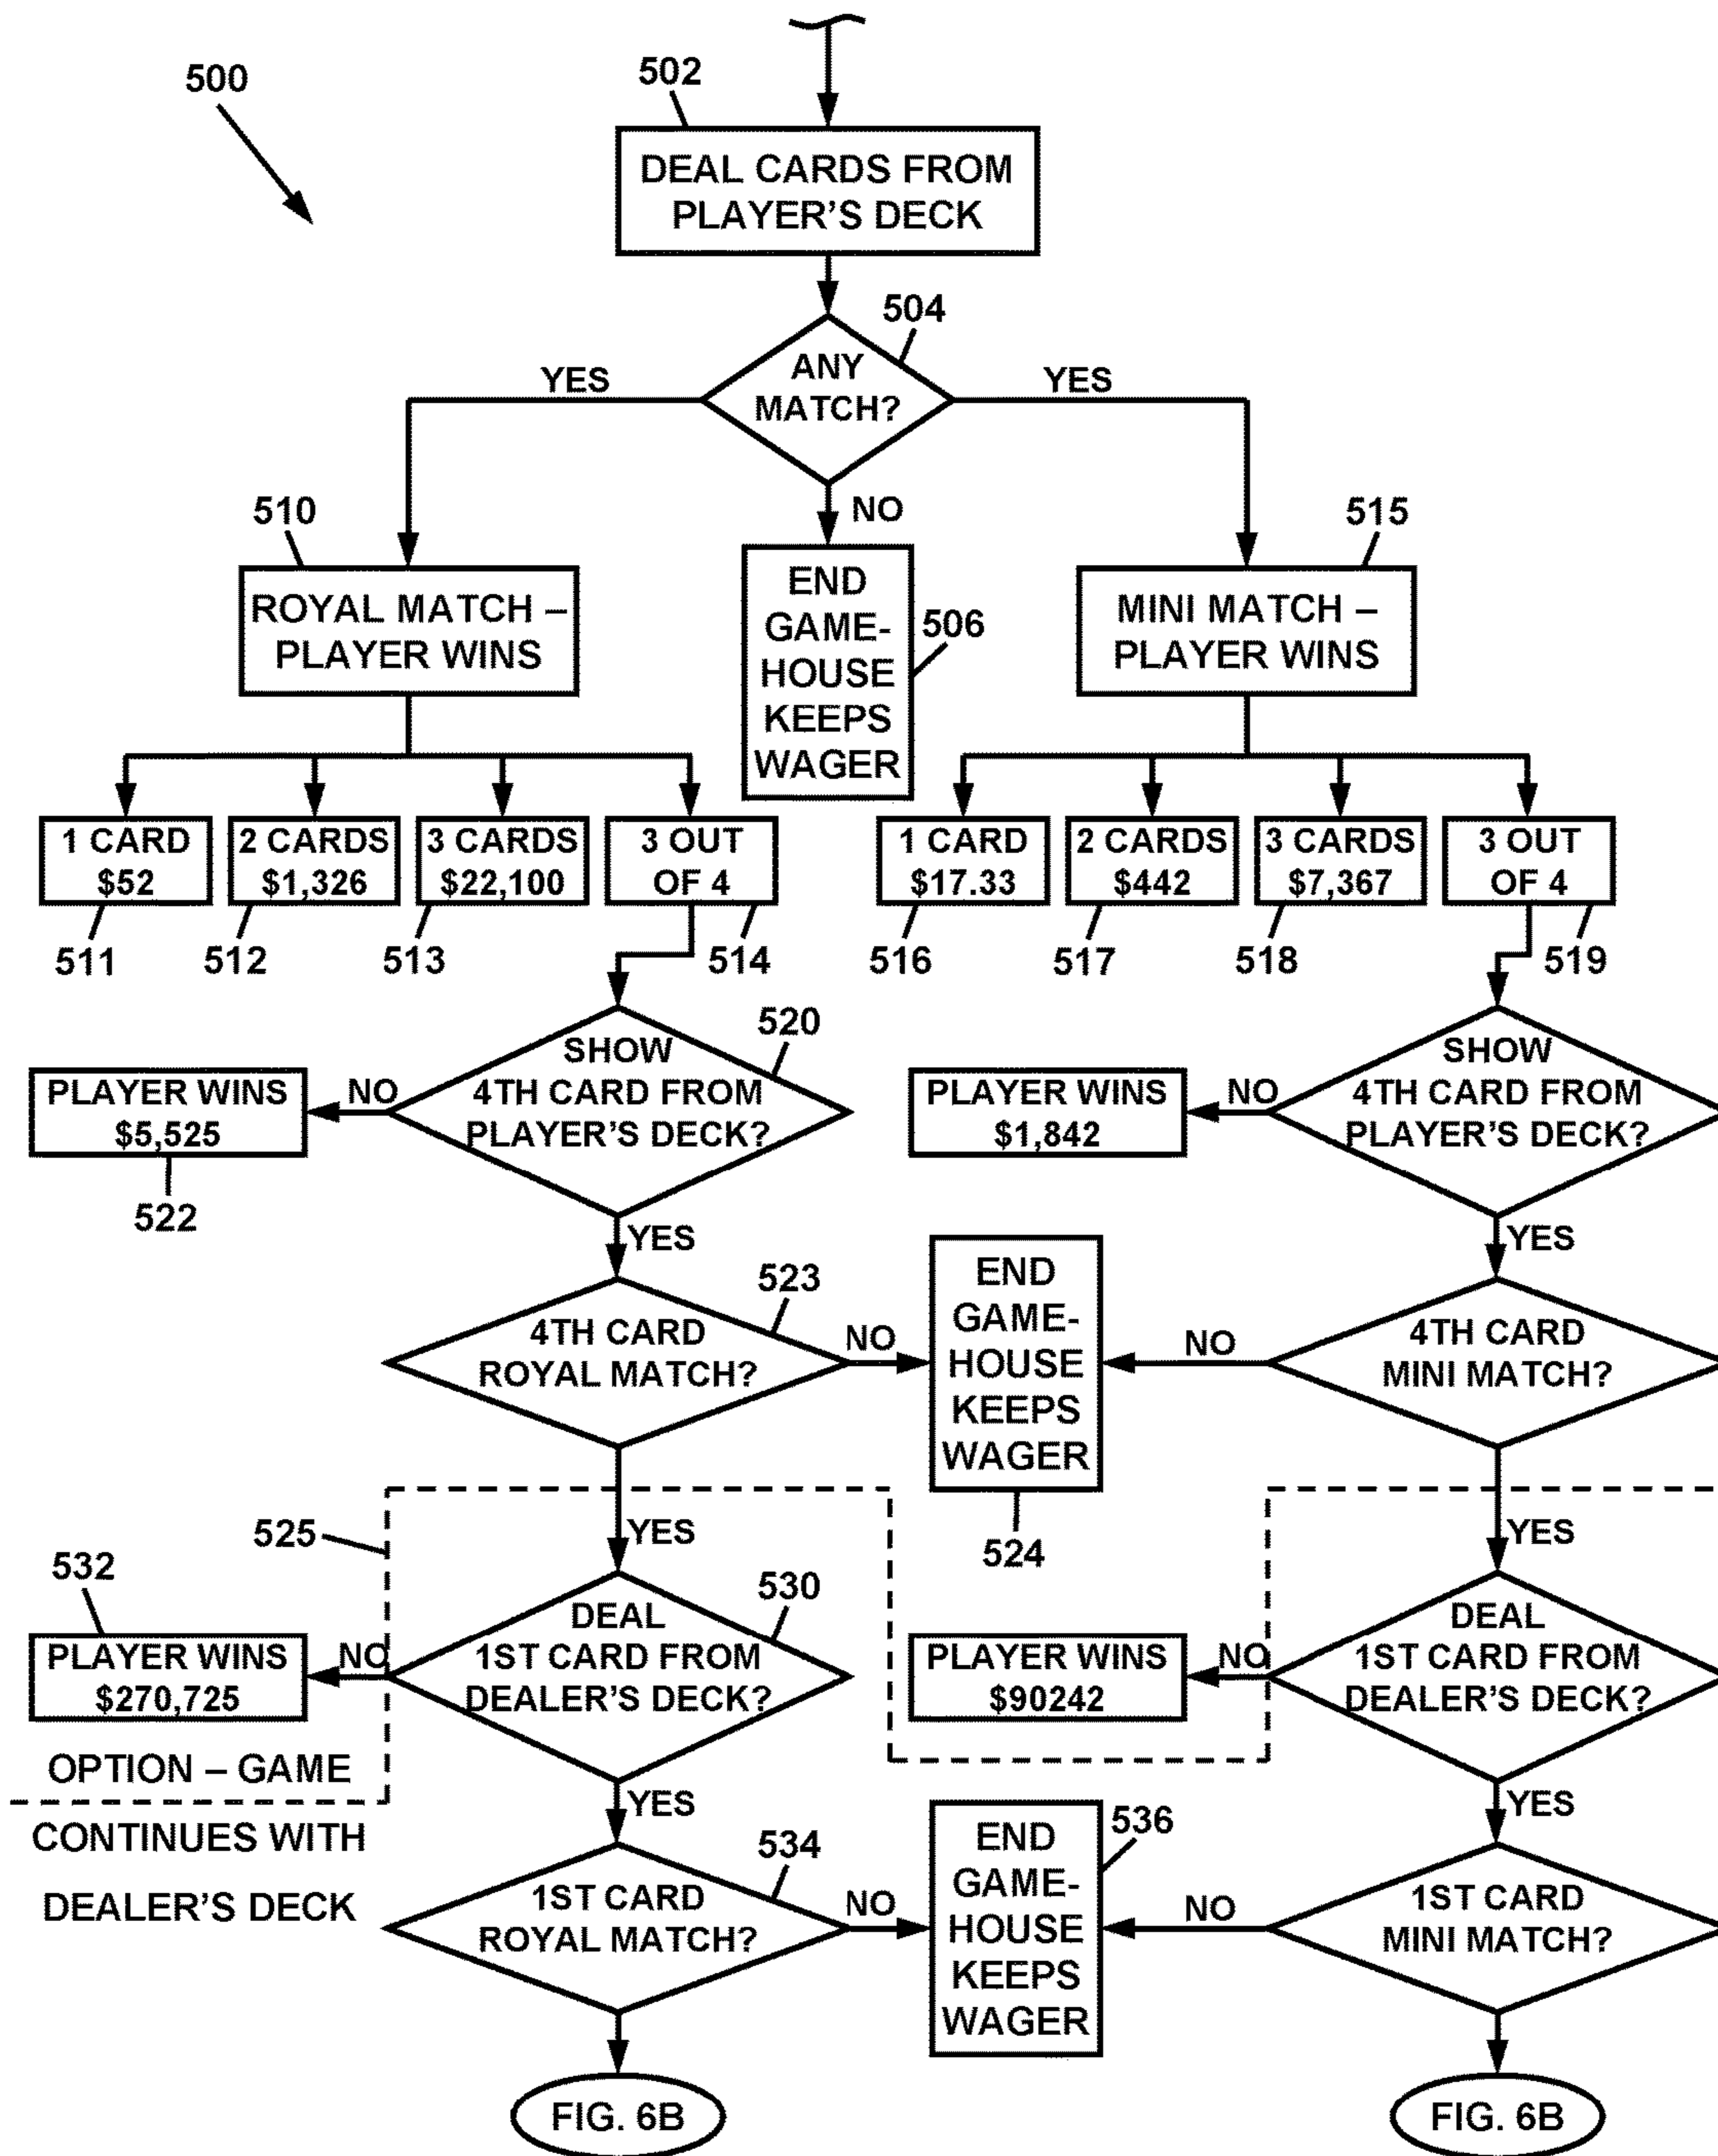 500
502
DEAL CARDS FROM
PLAYER'S DECK
504
ANY
MATCH?
YES
YES
NO
510
515
ROYAL MATCH –
PLAYER WINS
END
GAME-
HOUSE
KEEPS
WAGER
506
MINI MATCH –
PLAYER WINS
1 CARD
$52
2 CARDS
$1,326
3 CARDS
$22,100
3 OUT
OF 4
1 CARD
$17.33
2 CARDS
$442
3 CARDS
$7,367
3 OUT
OF 4
511
512
513
514
516
517
518
519
520
SHOW
4TH CARD FROM
PLAYER'S DECK?
NO
PLAYER WINS
$5,525
522
YES
SHOW
4TH CARD FROM
PLAYER'S DECK?
NO
PLAYER WINS
$1,842
YES
523
4TH CARD
ROYAL MATCH?
NO
END
GAME-
HOUSE
KEEPS
WAGER
524
NO
4TH CARD
MINI MATCH?
525
YES
YES
532
530
PLAYER WINS
$270,725
NO
DEAL
1ST CARD FROM
DEALER'S DECK?
PLAYER WINS
$90242
NO
DEAL
1ST CARD FROM
DEALER'S DECK?
OPTION – GAME
CONTINUES WITH
DEALER'S DECK
YES
YES
534
1ST CARD
ROYAL MATCH?
NO
END
GAME-
HOUSE
KEEPS
WAGER
536
NO
1ST CARD
MINI MATCH?
FIG. 6B
FIG. 6B